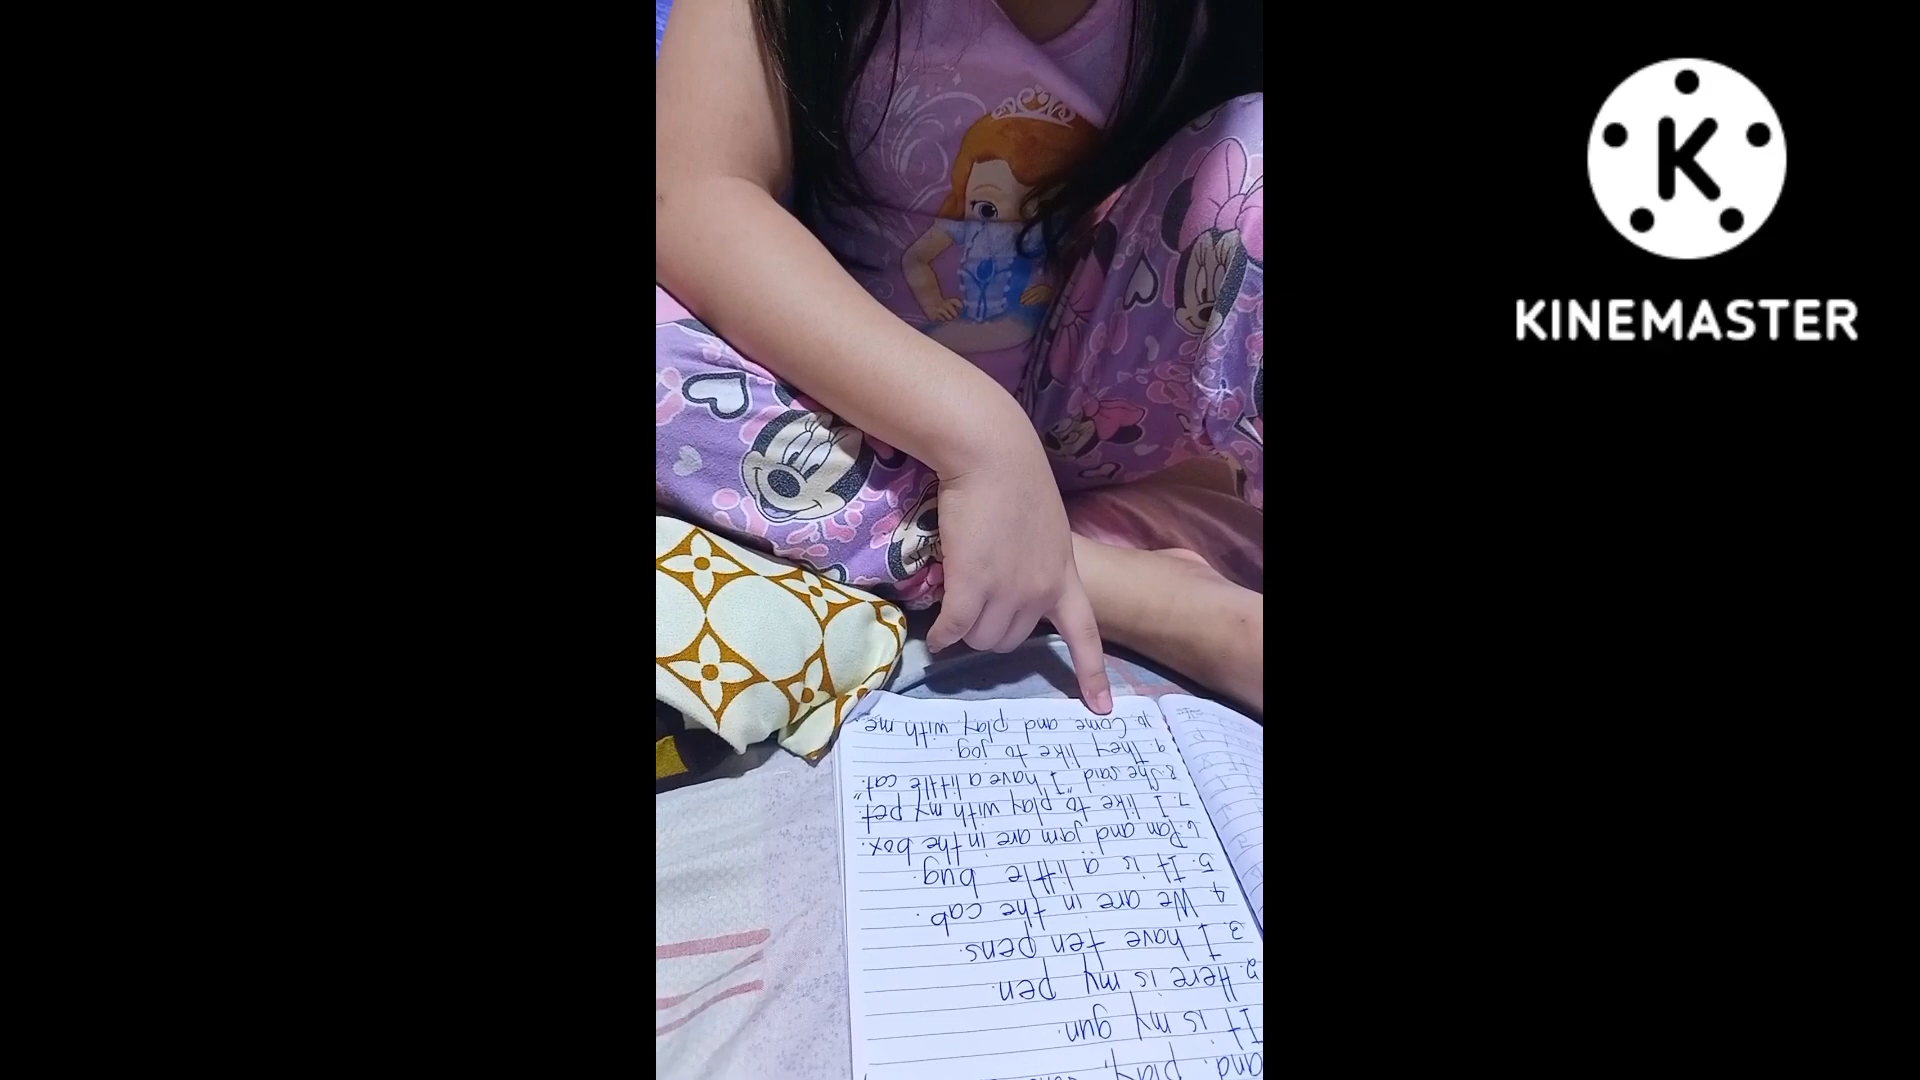 and, play,
It is my gun.
2. Here is my pen.
3. I have ten pens.
4. We are in the cab.
5. It is a little bug.
6. Pan and jam are in the box.
7. I like to play with my pet.
8. She said "I have a little cat."
9. They like to jog.
10. Come and play with me.
K
KINEMASTER